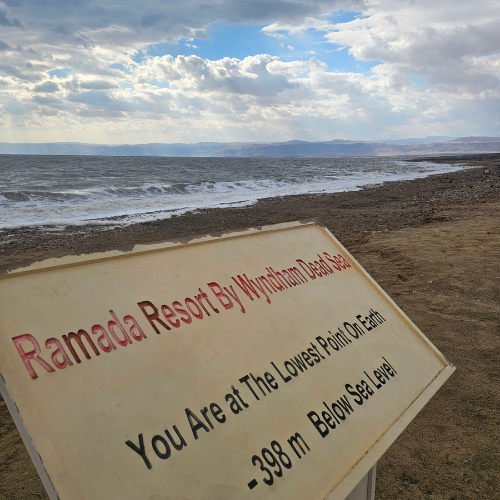 Ramada Resort By Wyndham Dead Sea
You Are at The Lowest Point On Earth
-398 m Below Sea Level